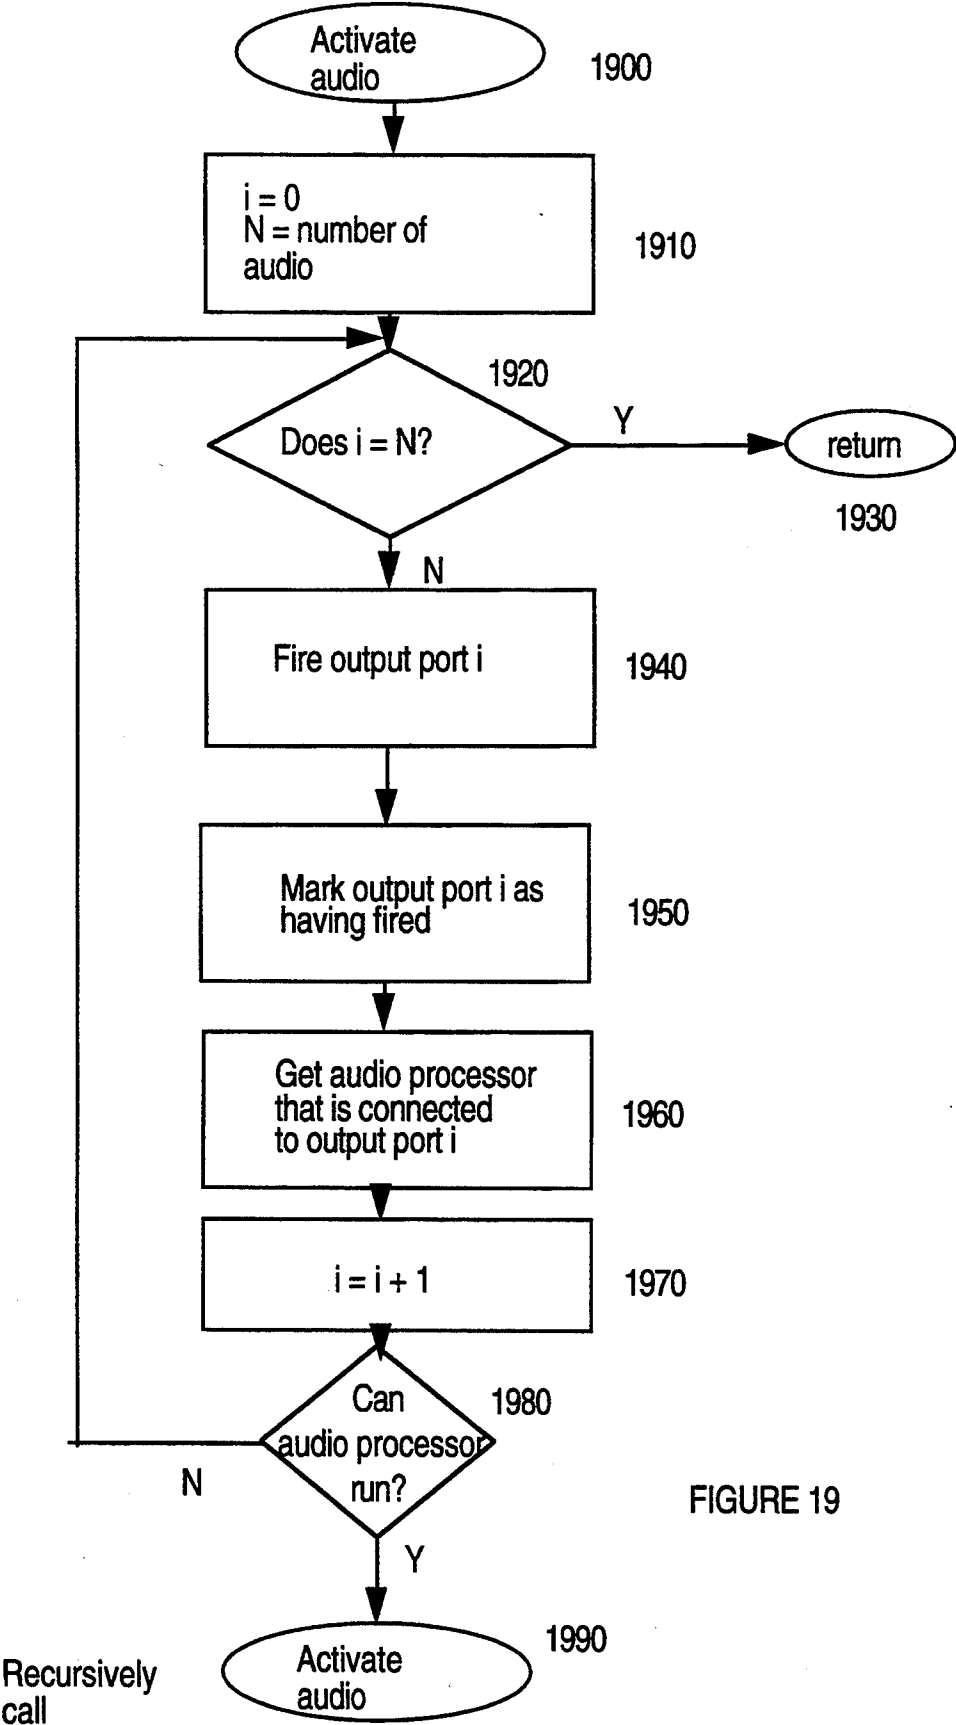 Activate
audio
1900
i = 0
N = number of
audio
1910
1920
Does i = N?
Y
return
1930
N
Fire output port i
1940
Mark output port i as
having fired
1950
Get audio processor
that is connected
to output port i
1960
i = i + 1
1970
Can
audio processor
run?
1980
N
FIGURE 19
Y
1990
Activate
audio
Recursively
call